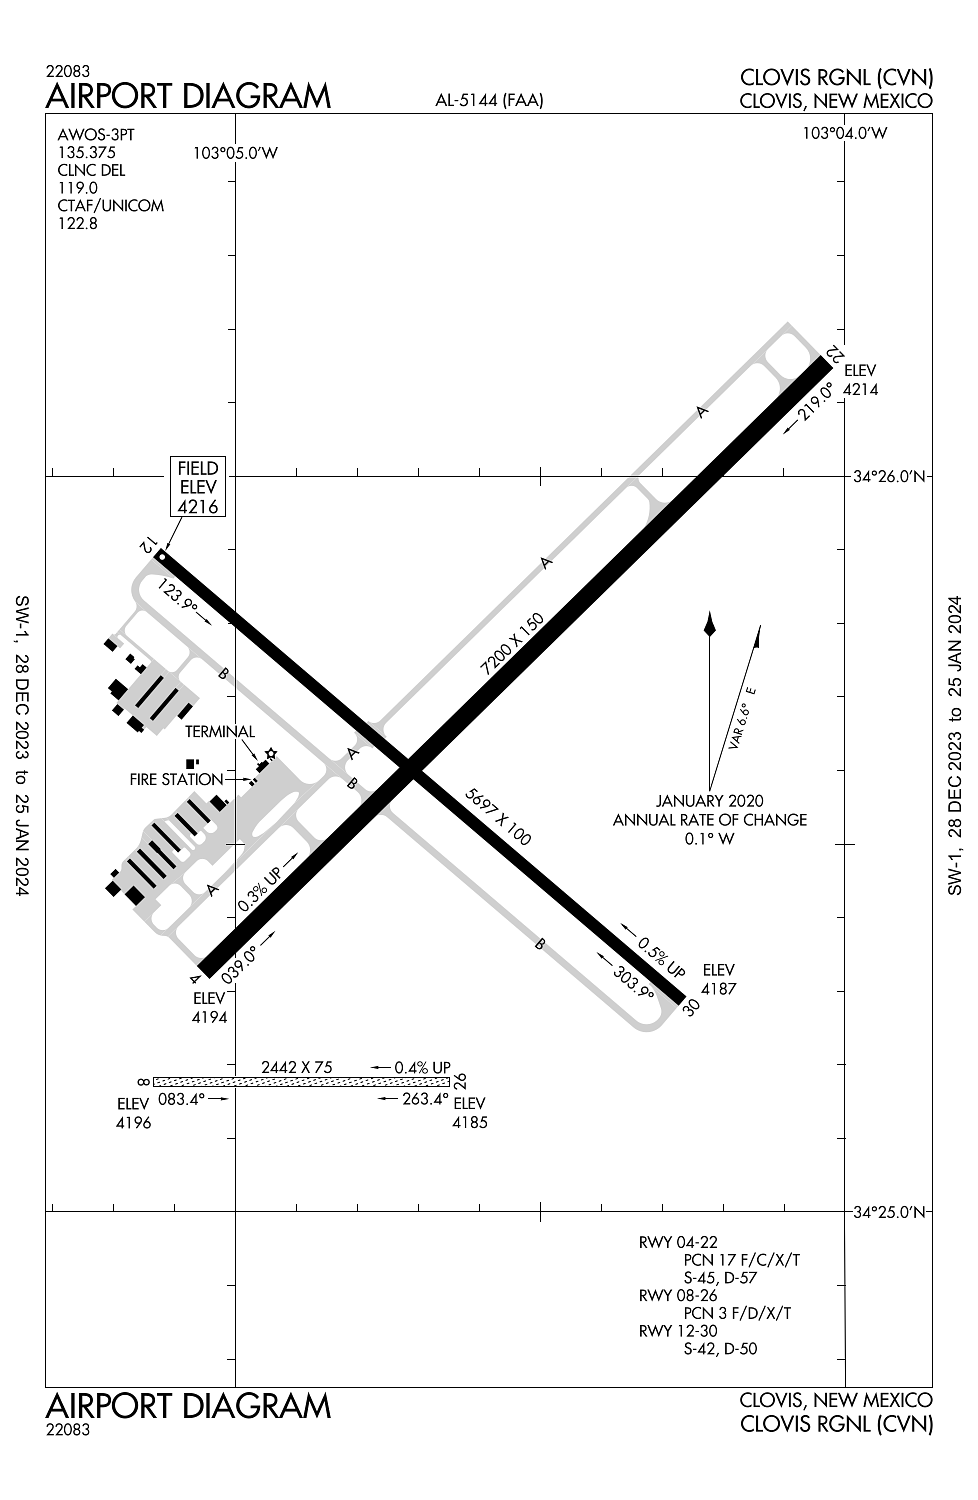 22083
AIRPORT DIAGRAM
AL-5144 (FAA)
CLOVIS RGNL (CVN)
CLOVIS, NEW MEXICO
AWOS-3PT
135.375
CLNC DEL
119.0
CTAF/UNICOM
122.8
103°05.0'W
103°04.0'W
22
ELEV
4214
219.0°
A
34°26.0'N
FIELD
ELEV
4216
12
123.9°
A
7200 X 150
B
VAR 6.6° E
JANUARY 2020
ANNUAL RATE OF CHANGE
0.1° W
TERMINAL
FIRE STATION
A
B
5697 X 100
A
0.3% UP
039.0°
4
ELEV
4194
B
0.5% UP
303.9°
ELEV
4187
30
2442 X 75
0.4% UP
8
26
083.4°
263.4°
ELEV
4196
ELEV
4185
34°25.0'N
RWY 04-22
PCN 17 F/C/X/T
S-45, D-57
RWY 08-26
PCN 3 F/D/X/T
RWY 12-30
S-42, D-50
SW-1, 28 DEC 2023 to 25 JAN 2024
SW-1, 28 DEC 2023 to 25 JAN 2024
AIRPORT DIAGRAM
22083
CLOVIS, NEW MEXICO
CLOVIS RGNL (CVN)